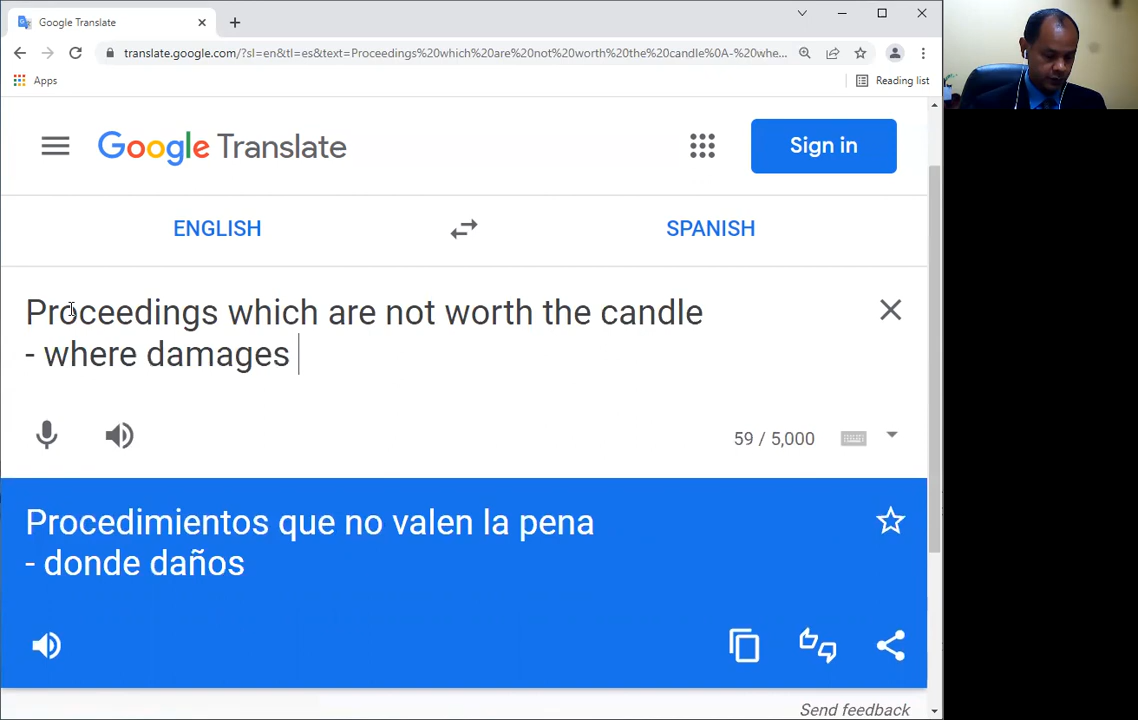 Google Translate
translate.google.com/?sl=en&tl=es&text=Proceedings%20which%20are%20not%20worth%20the%20candle%0A-%20whe...
Apps
Reading list
Google Translate
Sign in
ENGLISH
SPANISH
Proceedings which are not worth the candle
- where damages
59 / 5,000
Procedimientos que no valen la pena
- donde daños
Send feedback